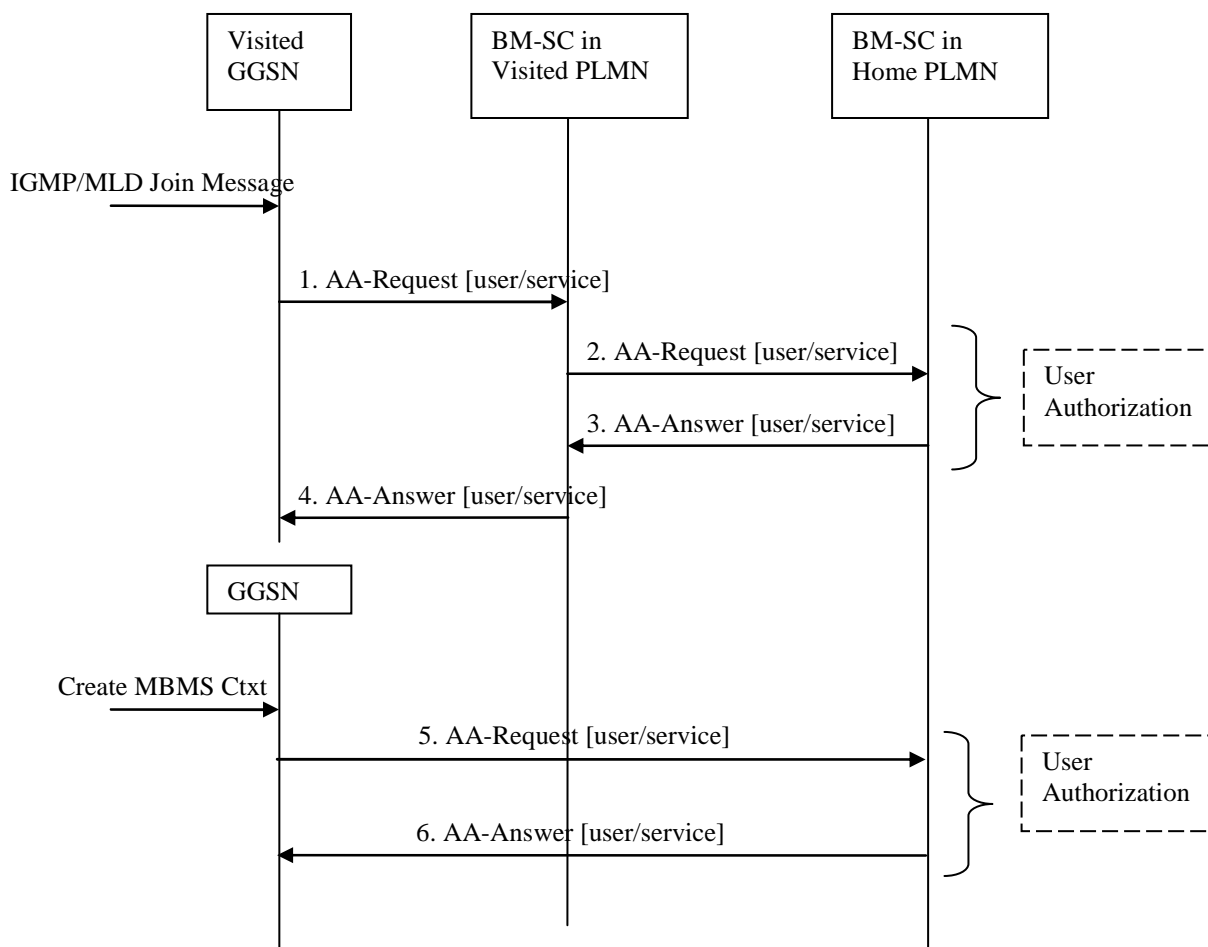 Visited
GGSN
BM-SC in
Visited PLMN
BM-SC in
Home PLMN
IGMP/MLD Join Message
1. AA-Request [user/service]
2. AA-Request [user/service]
User
Authorization
3. AA-Answer [user/service]
4. AA-Answer [user/service]
GGSN
Create MBMS Ctxt
5. AA-Request [user/service]
User
Authorization
6. AA-Answer [user/service]